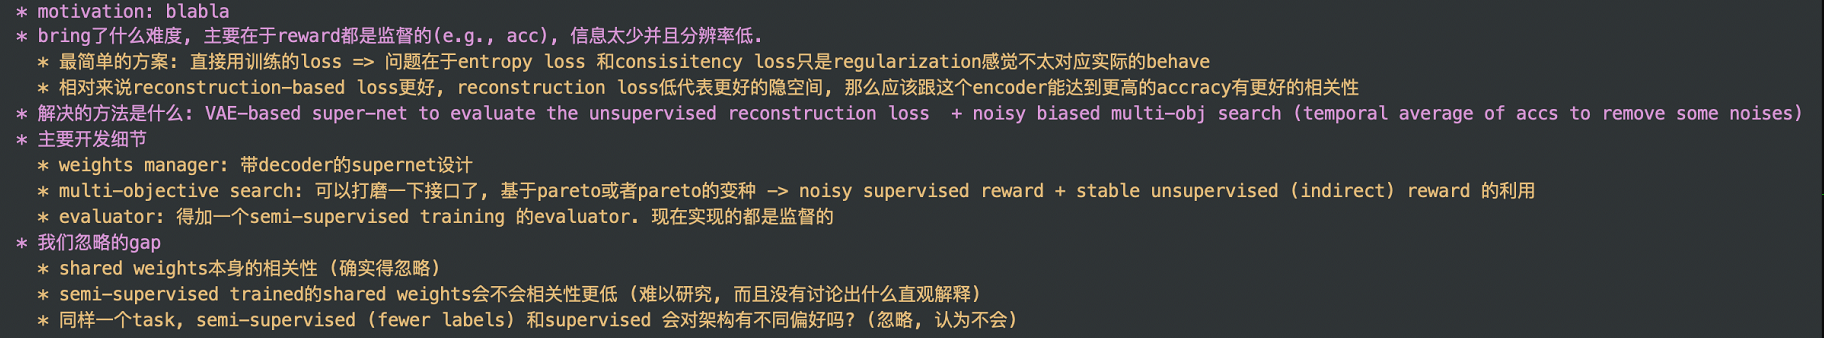 * motivation: blabla
* bring了什么难度, 主要在于reward都是监督的(e.g., acc), 信息太少并且分辨率低.
* 最简单的方案: 直接用训练的loss => 问题在于entropy loss 和consisitency loss只是regularization感觉不太对应实际的behave
* 相对来说reconstruction-based loss更好, reconstruction loss低代表更好的隐空间, 那么应该跟这个encoder能达到更高的accracy有更好的相关性
* 解决的方法是什么: VAE-based super-net to evaluate the unsupervised reconstruction loss  + noisy biased multi-obj search (temporal average of accs to remove some noises)
* 主要开发细节
* weights manager: 带decoder的supernet设计
* multi-objective search: 可以打磨一下接口了, 基于pareto或者pareto的变种 -> noisy supervised reward + stable unsupervised (indirect) reward 的利用
* evaluator: 得加一个semi-supervised training 的evaluator. 现在实现的都是监督的
* 我们忽略的gap
* shared weights本身的相关性 (确实得忽略)
* semi-supervised trained的shared weights会不会相关性更低 (难以研究, 而且没有讨论出什么直观解释)
* 同样一个task, semi-supervised (fewer labels) 和supervised 会对架构有不同偏好吗? (忽略, 认为不会)